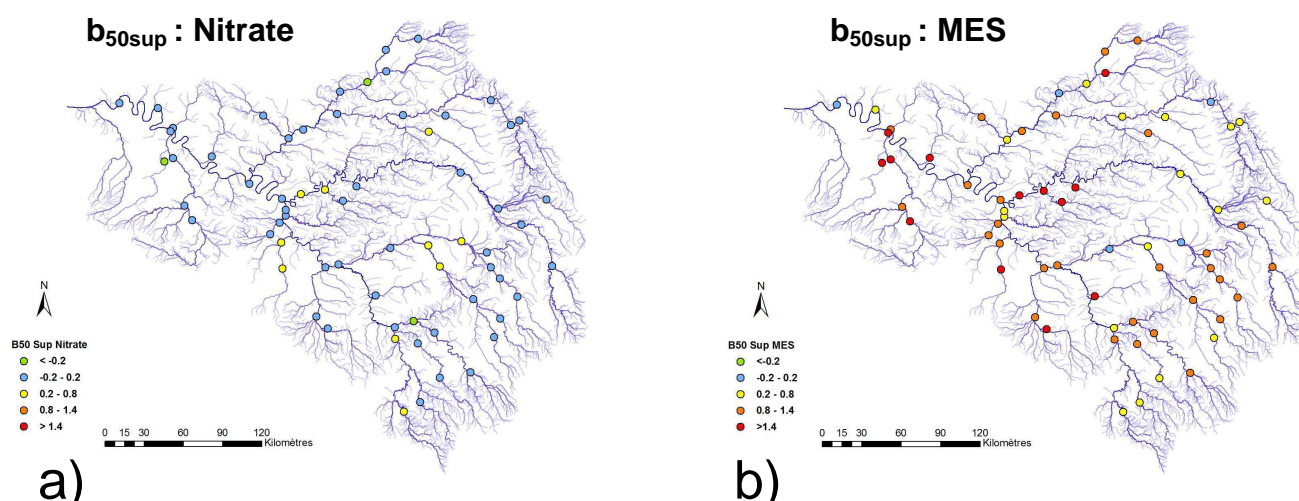 b50sup : Nitrate
N
B50 Sup Nitrate
< -0.2
-0.2 - 0.2
0.2 - 0.8
0.8 - 1.4
> 1.4
0 15 30 60 90 120
Kilomètres
a)
b50sup : MES
N
B50 Sup MES
<-0.2
-0.2 - 0.2
0.2 - 0.8
0.8 - 1.4
>1.4
0 15 30 60 90 120
Kilomètres
b)